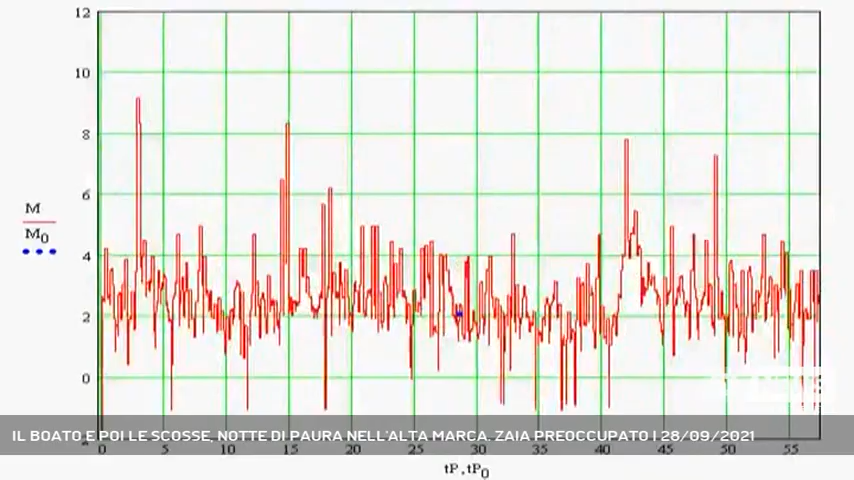 12
10
8
6
4
2
0
M
M0
IL BOATO E POI LE SCOSSE, NOTTE DI PAURA NELL'ALTA MARCA. ZAIA PREOCCUPATO | 28/09/2021
0 5 10 15 20 25 30 35 40 45 50 55
tP,tP0